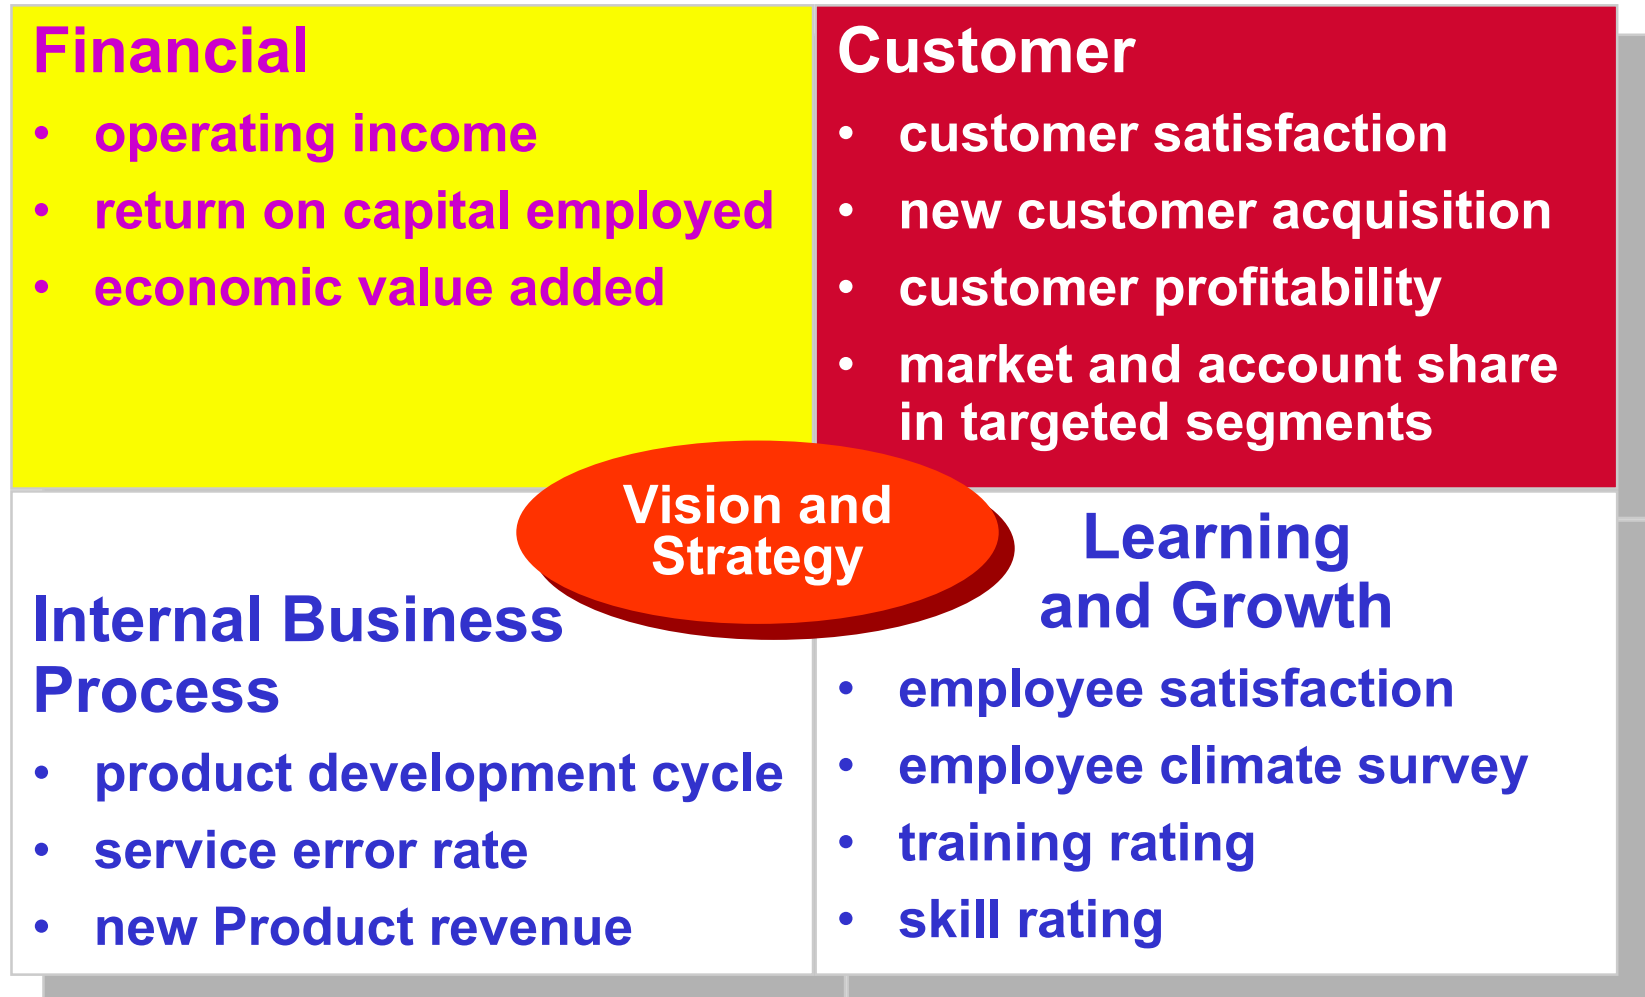 Financial
• operating income
• return on capital employed
• economic value added
Customer
• customer satisfaction
• new customer acquisition
• customer profitability
• market and account share
in targeted segments
Vision and
Strategy
Internal Business
Process
• product development cycle
• service error rate
• new Product revenue
Learning
and Growth
• employee satisfaction
• employee climate survey
• training rating
• skill rating